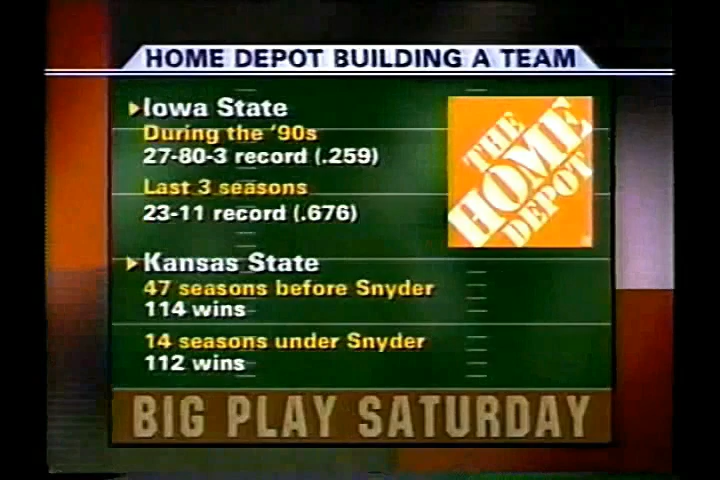 HOME DEPOT BUILDING A TEAM
Iowa State
During the '90s
27-80-3 record (.259)
Last 3 seasons
23-11 record (.676)
THE
HOME
DEPOT
Kansas State
47 seasons before Snyder
114 wins
14 seasons under Snyder
112 wins
BIG PLAY SATURDAY